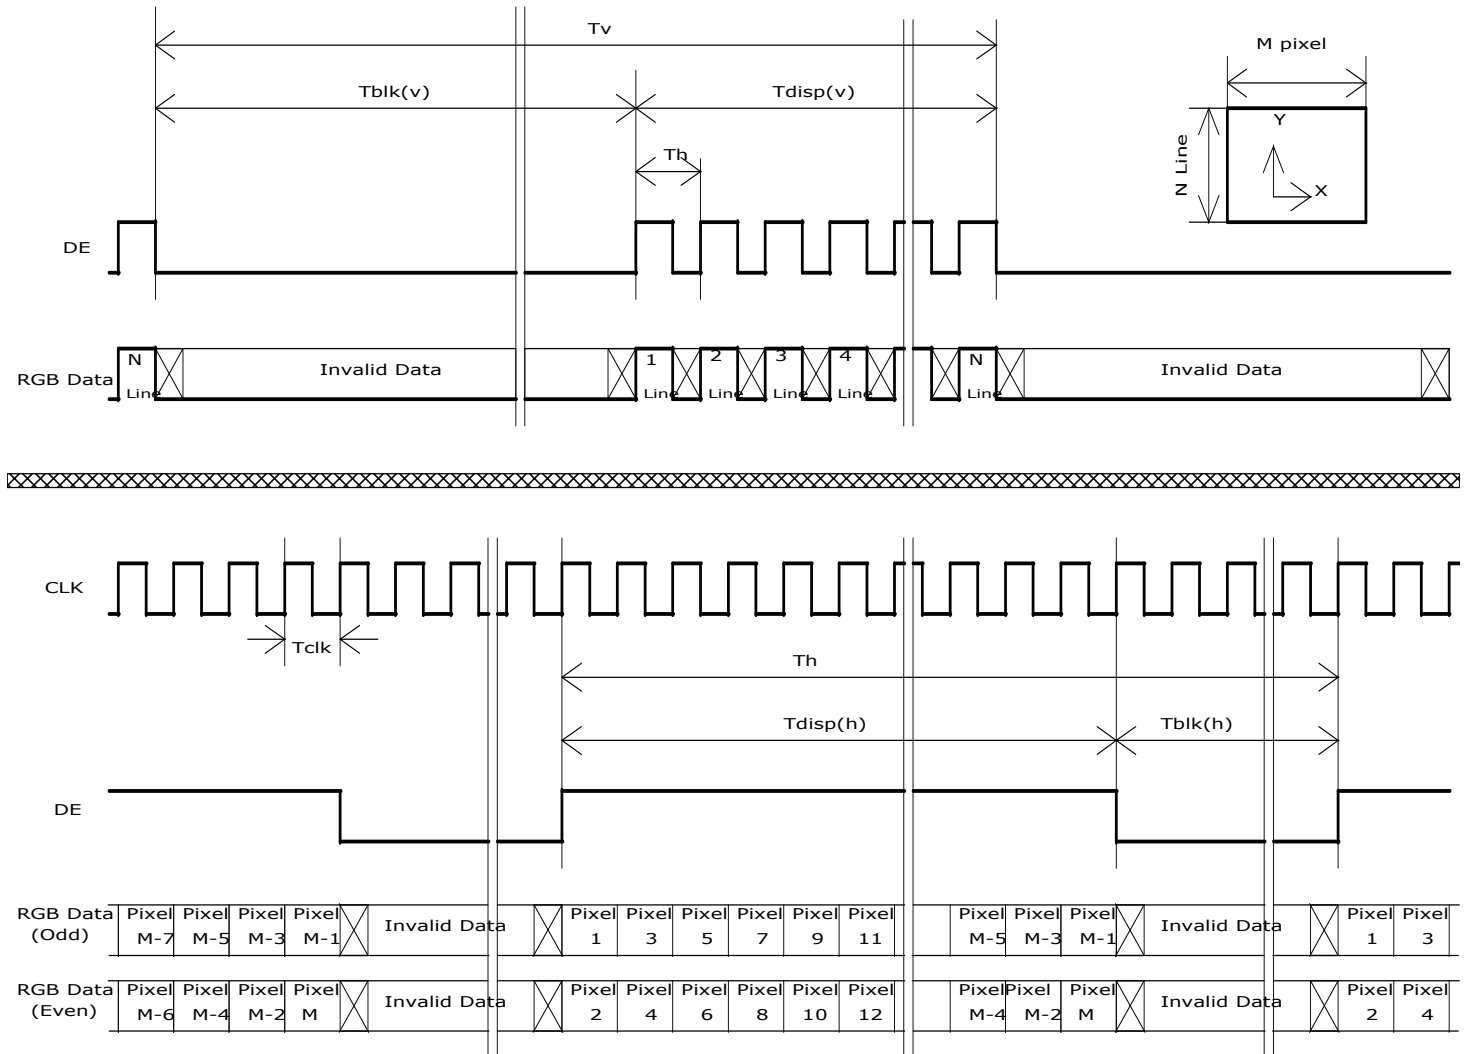 Tv
M pixel
Tblk(v)
Tdisp(v)
Y
N Line
Th
X
DE
RGB Data
N
Line
Invalid Data
1
Line
2
Line
3
Line
4
Line
N
Line
Invalid Data
CLK
Tclk
Th
Tdisp(h)
Tblk(h)
DE
RGB Data
(Odd)
Pixel
M-7
Pixel
M-5
Pixel
M-3
Pixel
M-1
Invalid Data
Pixel
1
Pixel
3
Pixel
5
Pixel
7
Pixel
9
Pixel
11
Pixel
M-5
Pixel
M-3
Pixel
M-1
Invalid Data
Pixel
1
Pixel
3
RGB Data
(Even)
Pixel
M-6
Pixel
M-4
Pixel
M-2
Pixel
M
Invalid Data
Pixel
2
Pixel
4
Pixel
6
Pixel
8
Pixel
10
Pixel
12
Pixel
M-4
Pixel
M-2
Pixel
M
Invalid Data
Pixel
2
Pixel
4